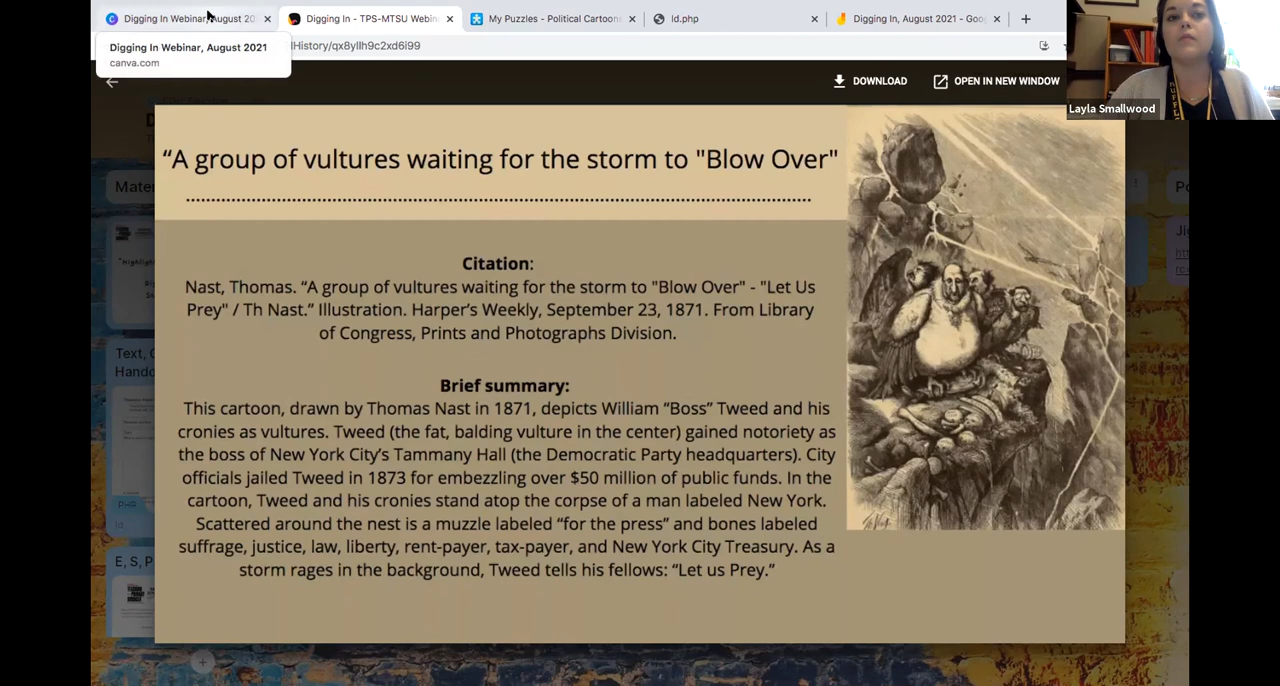 Digging In Webinar, August 20
Digging In - TPS-MTSU Webin
My Puzzles - Political Cartoon
ld.php
Digging In, August 2021 - Goo
Digging In Webinar, August 2021
canva.com
lHistory/qx8yllh9c2xd6i99
DOWNLOAD
OPEN IN NEW WINDOW
Layla Smallwood
“A group of vultures waiting for the storm to "Blow Over"
Citation:
Nast, Thomas. “A group of vultures waiting for the storm to "Blow Over" - "Let Us
Prey" / Th Nast.” Illustration. Harper’s Weekly, September 23, 1871. From Library
of Congress, Prints and Photographs Division.
Brief summary:
This cartoon, drawn by Thomas Nast in 1871, depicts William “Boss” Tweed and his
cronies as vultures. Tweed (the fat, balding vulture in the center) gained notoriety as
the boss of New York City’s Tammany Hall (the Democratic Party headquarters). City
officials jailed Tweed in 1873 for embezzling over $50 million of public funds. In the
cartoon, Tweed and his cronies stand atop the corpse of a man labeled New York.
Scattered around the nest is a muzzle labeled “for the press” and bones labeled
suffrage, justice, law, liberty, rent-payer, tax-payer, and New York City Treasury. As a
storm rages in the background, Tweed tells his fellows: “Let us Prey.”
Mater
Text, C
Hando
PHP
ld
E, S, P